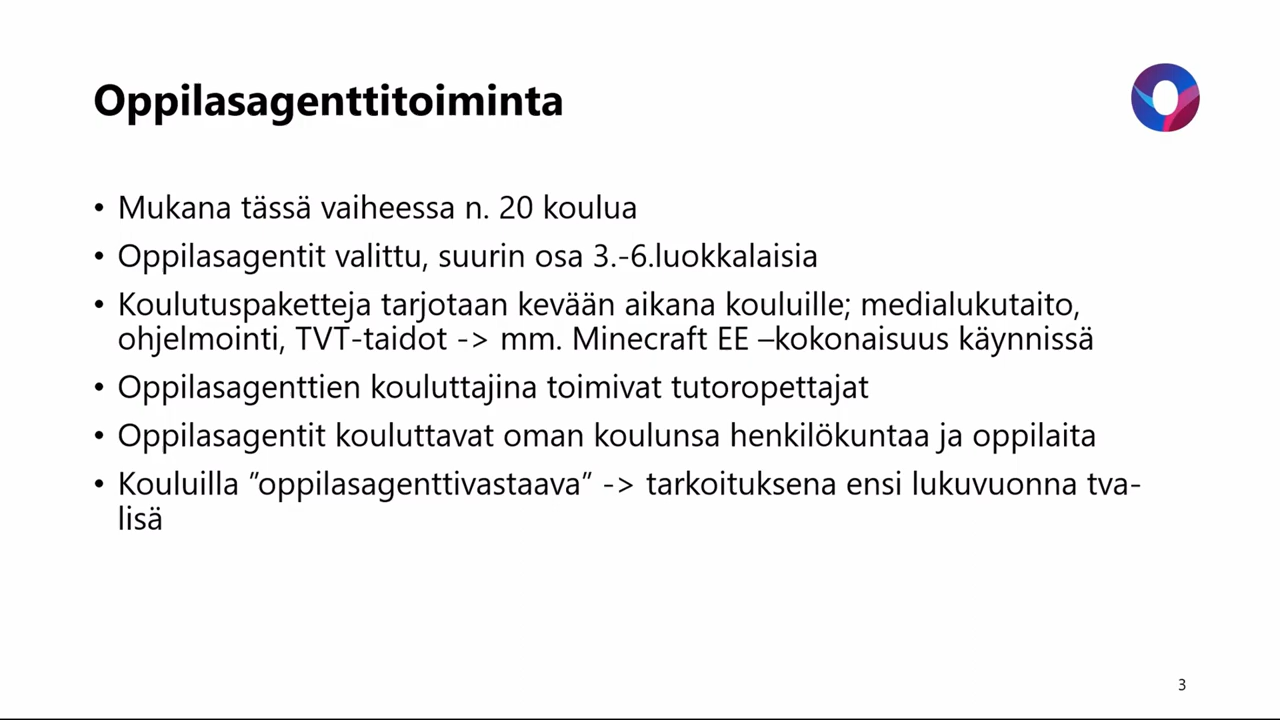 Oppilasagenttitoiminta
• Mukana tässä vaiheessa n. 20 koulua
• Oppilasagentit valittu, suurin osa 3.-6.luokkalaisia
• Koulutuspaketteja tarjotaan kevään aikana kouluille; medialukutaito,
ohjelmointi, TVT-taidot -> mm. Minecraft EE –kokonaisuus käynnissä
• Oppilasagenttien kouluttajina toimivat tutoropettajat
• Oppilasagentit kouluttavat oman koulunsa henkilökuntaa ja oppilaita
• Kouluilla ”oppilasagenttivastaava” -> tarkoituksena ensi lukuvuonna tva-
lisä
3